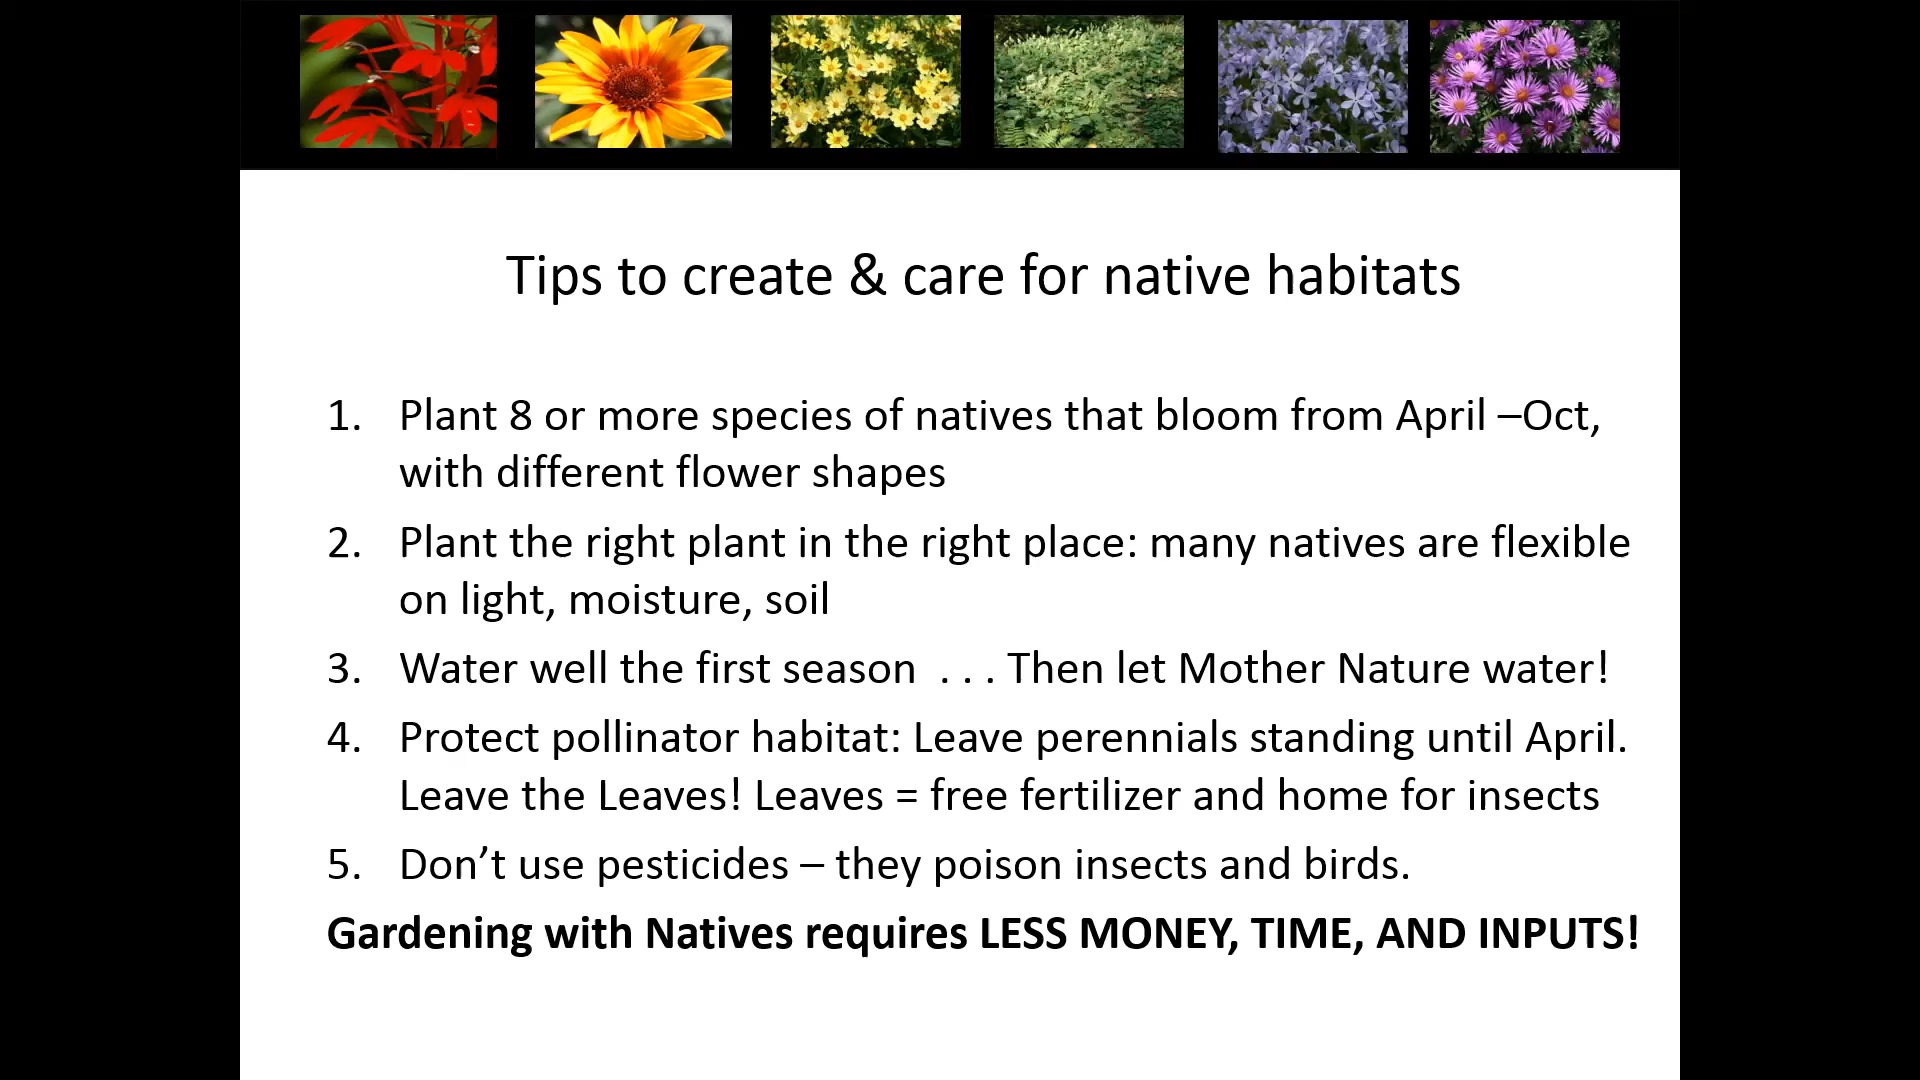 Tips to create & care for native habitats
1. Plant 8 or more species of natives that bloom from April –Oct,
with different flower shapes
2. Plant the right plant in the right place: many natives are flexible
on light, moisture, soil
3. Water well the first season  . . . Then let Mother Nature water!
4. Protect pollinator habitat: Leave perennials standing until April.
Leave the Leaves! Leaves = free fertilizer and home for insects
5. Don’t use pesticides – they poison insects and birds.
Gardening with Natives requires LESS MONEY, TIME, AND INPUTS!